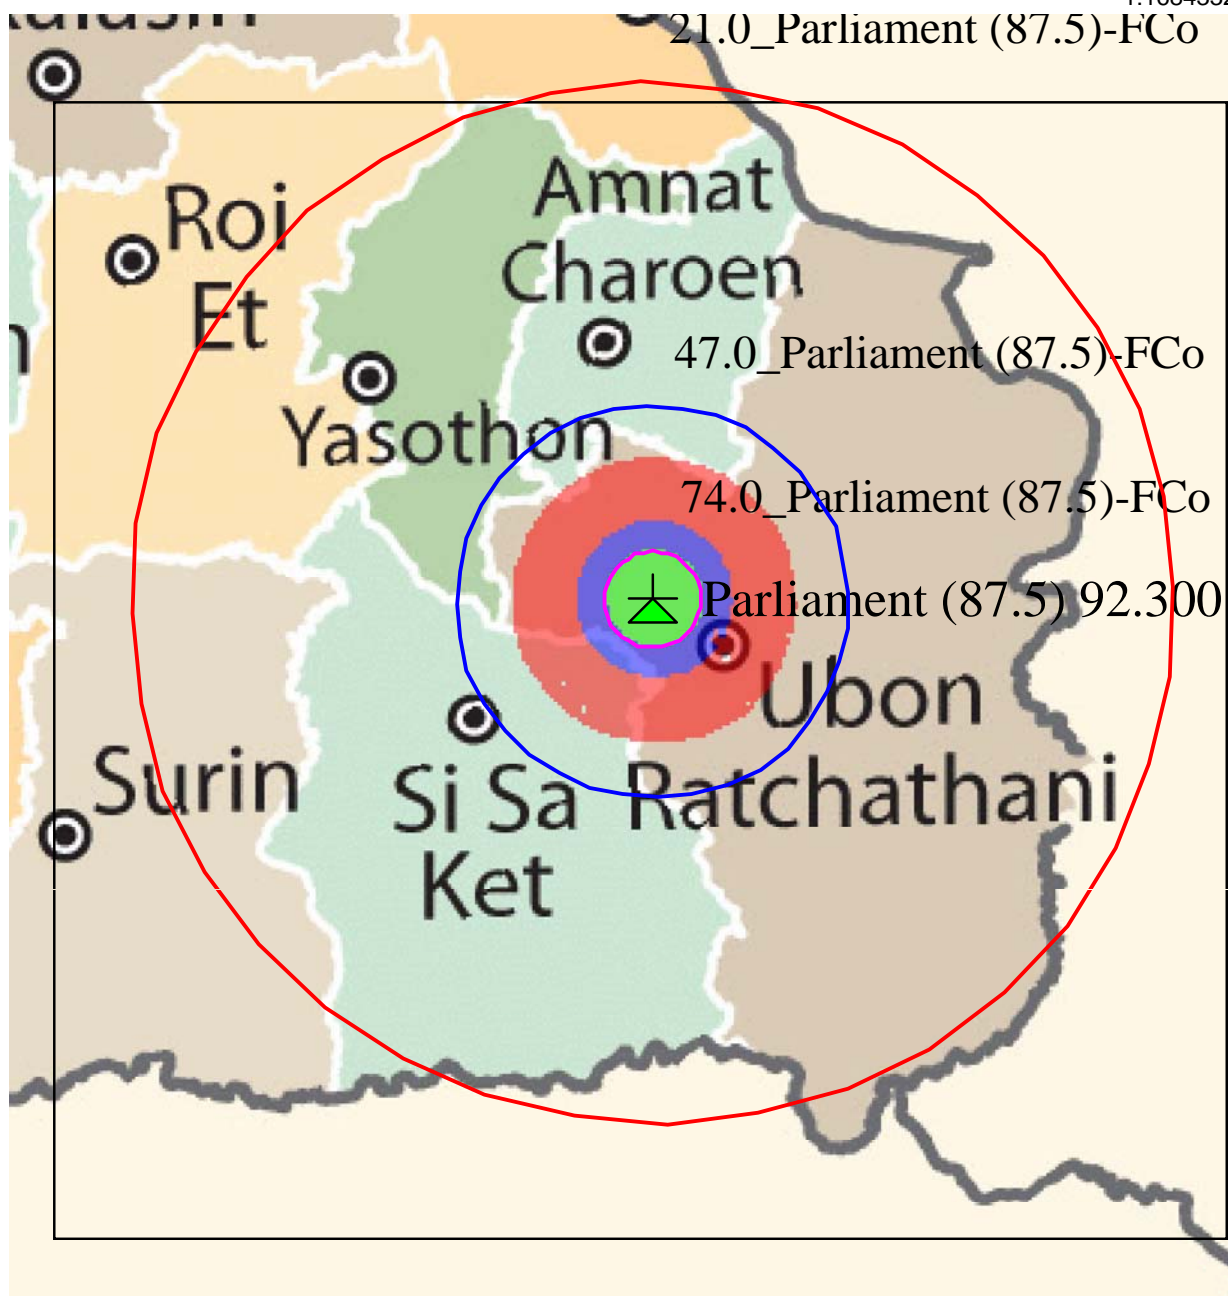 21.0_Parliament (87.5)-FCo
Amnat
Charoen
Roi
Et
47.0_Parliament (87.5)-FCo
Yasothon
74.0_Parliament (87.5)-FCo
Parliament (87.5) 92.300
Ubon
Ratchathani
Surin
Si Sa
Ket